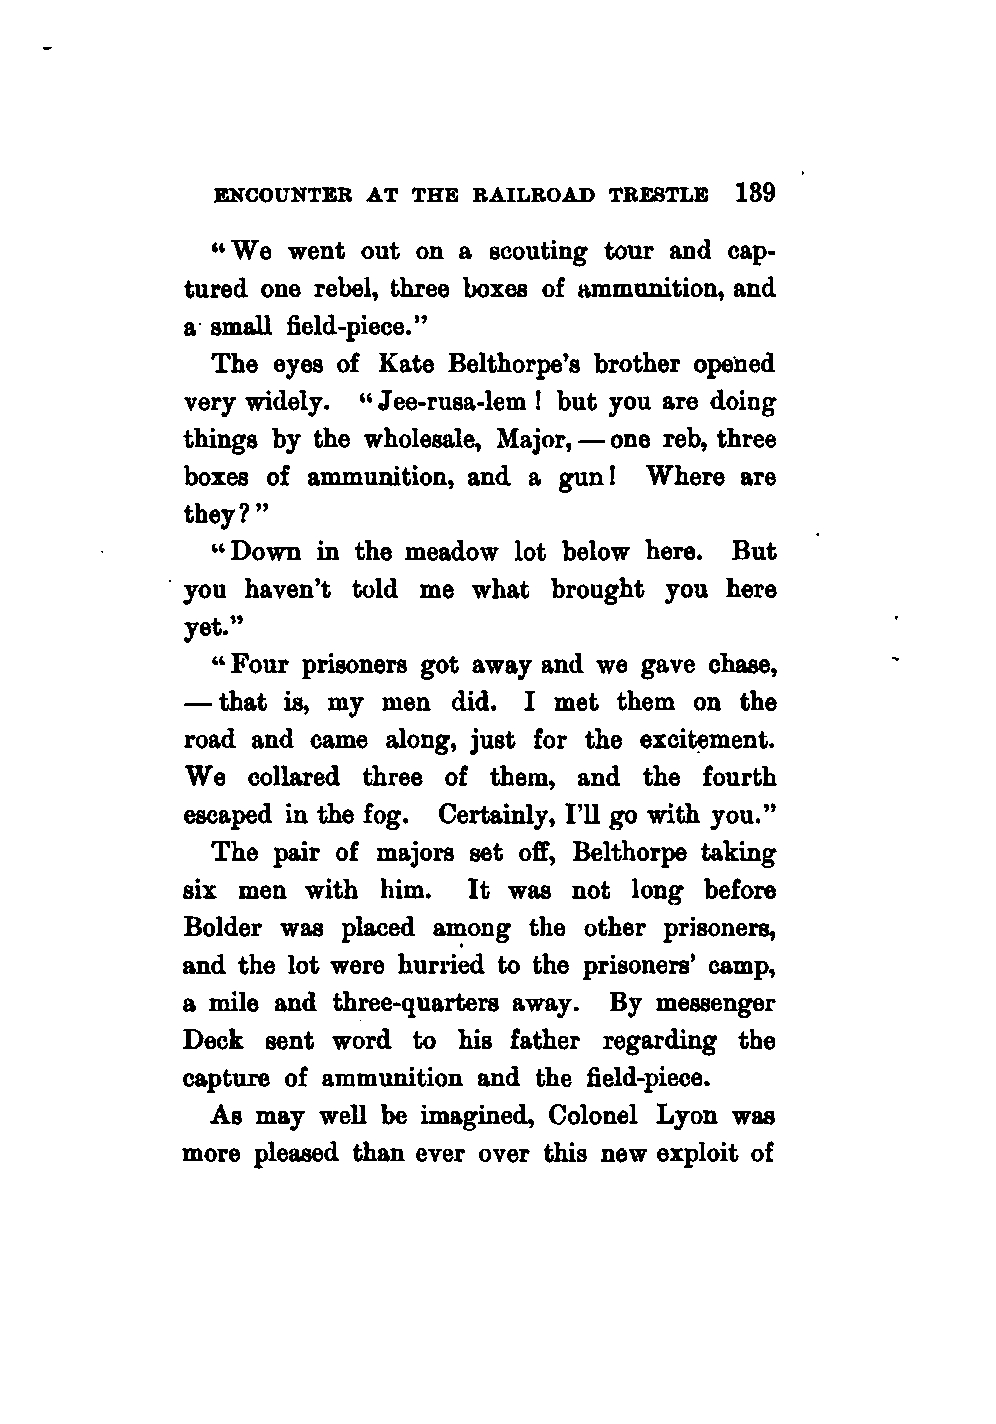 ENCOUNTER AT THE RAILROAD TRESTLE 139
"We went out on a scouting tour and cap-
tured one rebel, three boxes of ammunition, and
a small field-piece."
The eyes of Kate Belthorpe's brother opened
very widely. "Jee-rusa-lem! but you are doing
things by the wholesale, Major,—one reb, three
boxes of ammunition, and a gun! Where are
they?"
"Down in the meadow lot below here. But
you haven't told me what brought you here
yet."
"Four prisoners got away and we gave chase,
—that is, my men did. I met them on the
road and came along, just for the excitement.
We collared three of them, and the fourth
escaped in the fog. Certainly, I'll go with you."
The pair of majors set off, Belthorpe taking
six men with him. It was not long before
Bolder was placed among the other prisoners,
and the lot were hurried to the prisoners' camp,
a mile and three-quarters away. By messenger
Deck sent word to his father regarding the
capture of ammunition and the field-piece.
As may well be imagined, Colonel Lyon was
more pleased than ever over this new exploit of